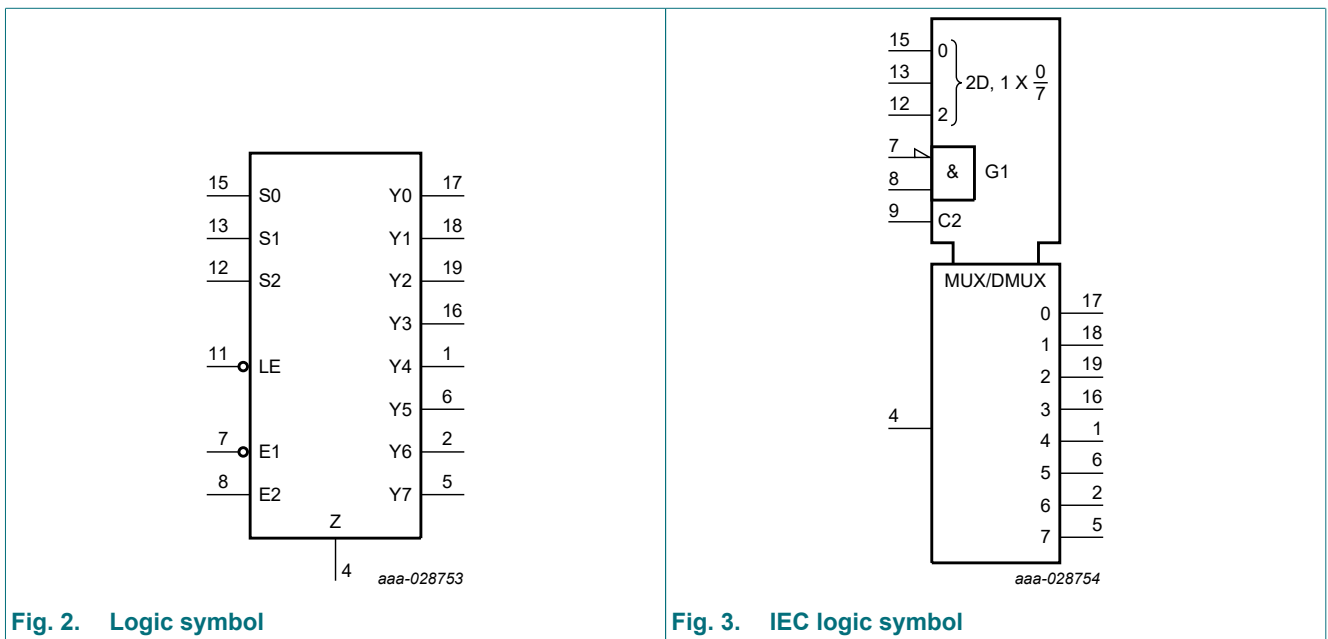 15 S0 Y0 17
13 S1 Y1 18
12 S2 Y2 19
Y3 16
11 LE Y4 1
Y5 6
7 E1 Y6 2
8 E2 Y7 5
Z
4
aaa-028753
Fig. 2. Logic symbol
15 0
13 2D, 1 X 0/7
12 2
7
& G1
8
9 C2
MUX/DMUX
0 17
1 18
2 19
3 16
4
4 1
5 6
6 2
7 5
aaa-028754
Fig. 3. IEC logic symbol